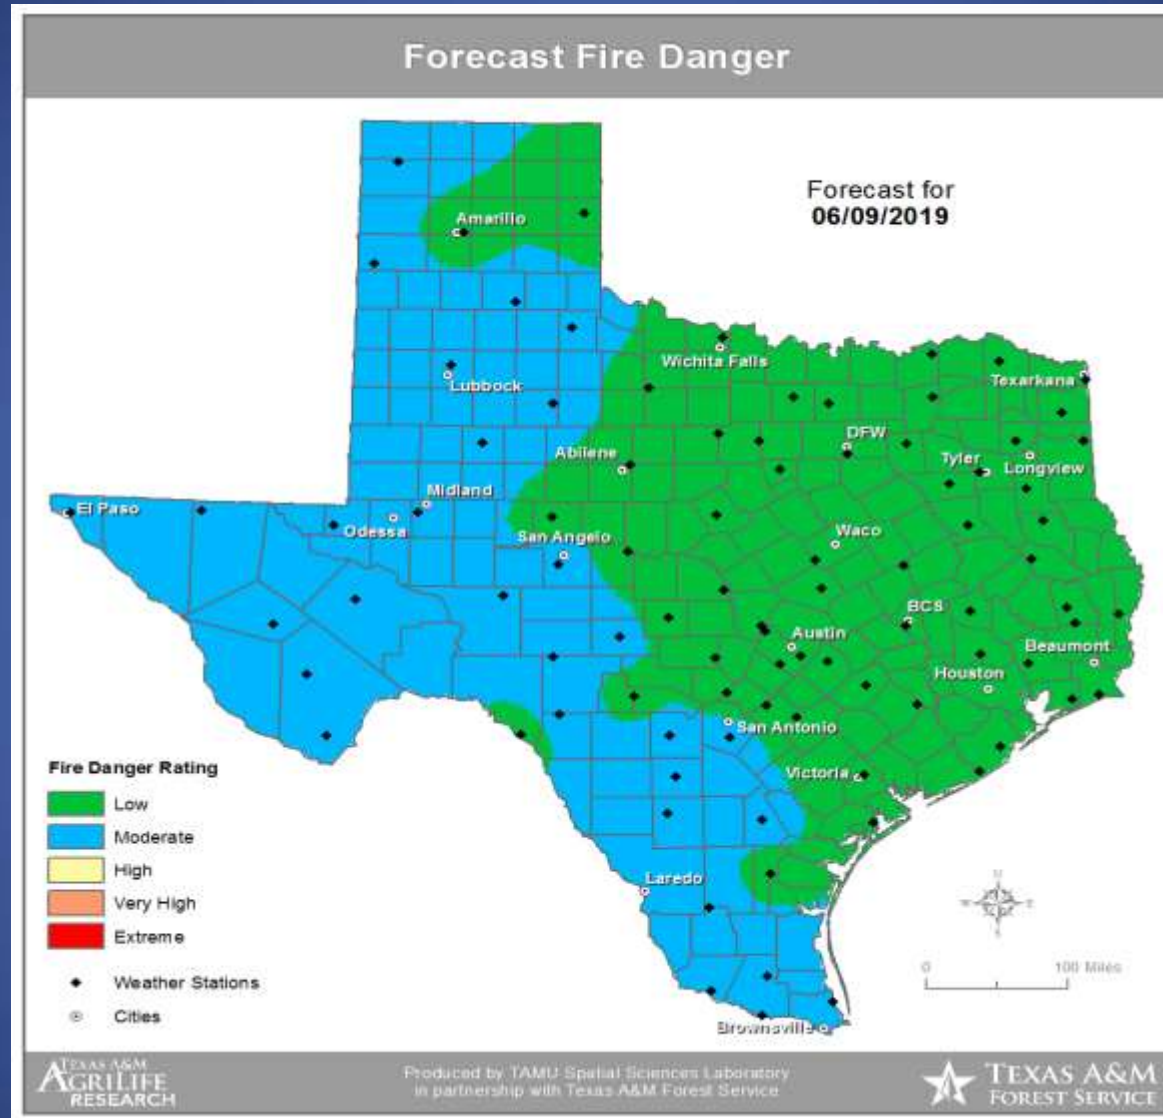 Forecast Fire Danger
Forecast for
06/09/2019
Amarillo
Wichita Falls
Texarkana
Lubbock
DFW
Abilene
Tyler
Longview
Midland
El Paso
Odessa
San Angelo
Waco
BCS
Austin
Beaumont
Houston
San Antonio
Victoria
Laredo
Brownsville
Fire Danger Rating
Low
Moderate
High
Very High
Extreme
Weather Stations
Cities
N
W E
S
0 100 Miles
TEXAS A&M
AGRILIFE
RESEARCH
Produced by TAMU Spatial Sciences Laboratory
in partnership with Texas A&M Forest Service
TEXAS A&M
FOREST SERVICE